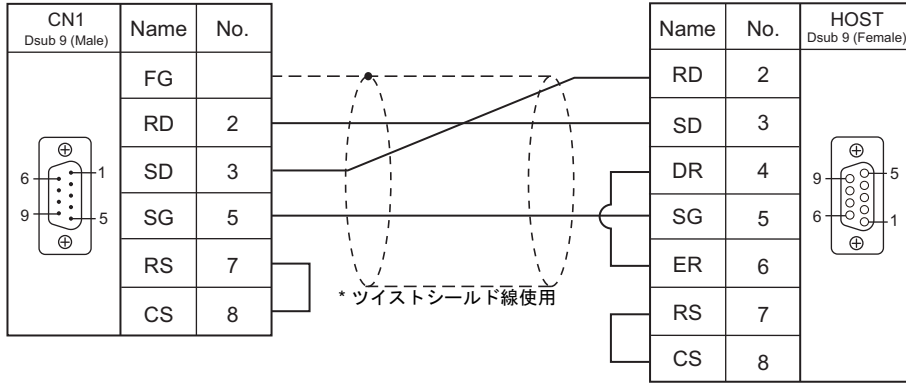 CN1
Dsub 9 (Male)
Name
No.
FG
RD
2
SD
3
SG
5
RS
7
CS
8
6
1
9
5
* ツイストシールド線使用
Name
No.
HOST
Dsub 9 (Female)
RD
2
SD
3
DR
4
SG
5
ER
6
RS
7
CS
8
9
5
6
1